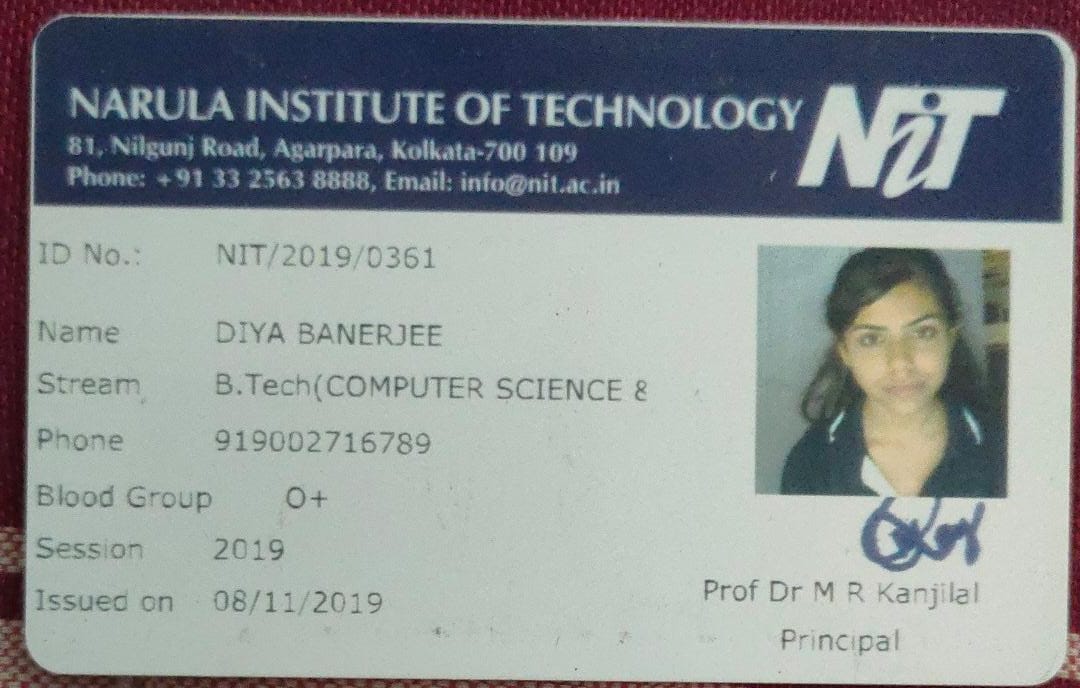 NARULA INSTITUTE OF TECHNOLOGY NiT
81, Nilgunj Road, Agarpara, Kolkata-700 109
Phone: +91 33 2563 8888, Email: info@nit.ac.in
ID No.: NIT/2019/0361
Name DIYA BANERJEE
Stream B.Tech(COMPUTER SCIENCE &
Phone 919002716789
Blood Group O+
Session 2019
Issued on 08/11/2019
Prof Dr M R Kanjilal
Principal